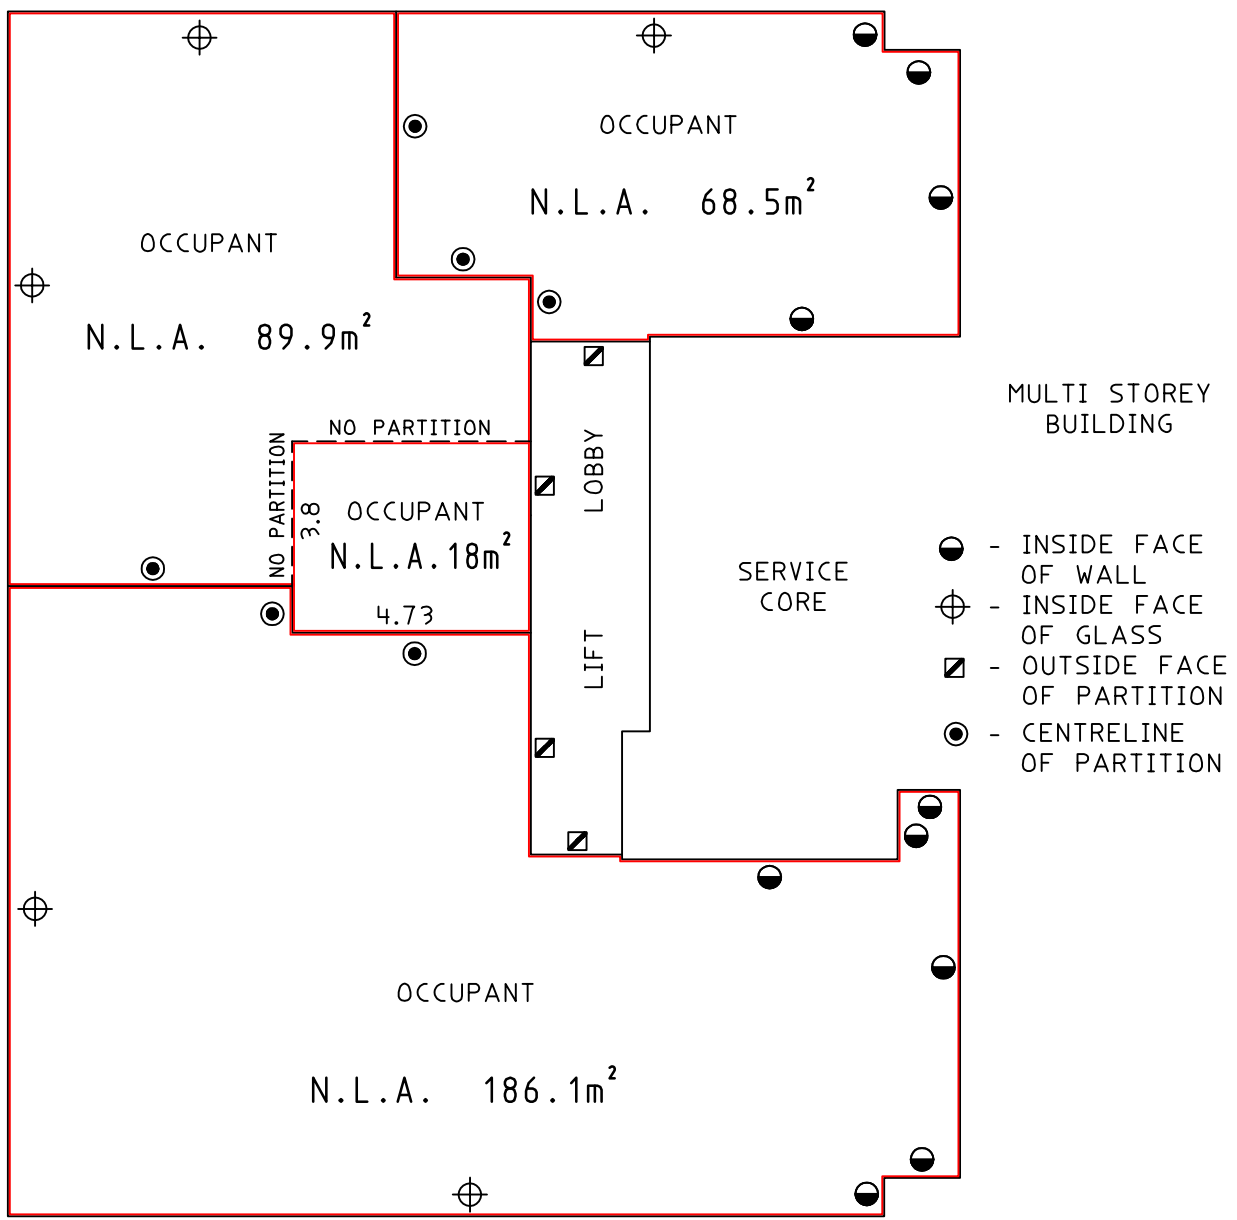 OCCUPANT
N.L.A. 68.5m²
OCCUPANT
N.L.A. 89.9m²
NO PARTITION
NO PARTITION
3.8
OCCUPANT
N.L.A.18m²
4.73
LIFT LOBBY
SERVICE
CORE
MULTI STOREY
BUILDING
- INSIDE FACE
OF WALL
- INSIDE FACE
OF GLASS
- OUTSIDE FACE
OF PARTITION
- CENTRELINE
OF PARTITION
OCCUPANT
N.L.A. 186.1m²